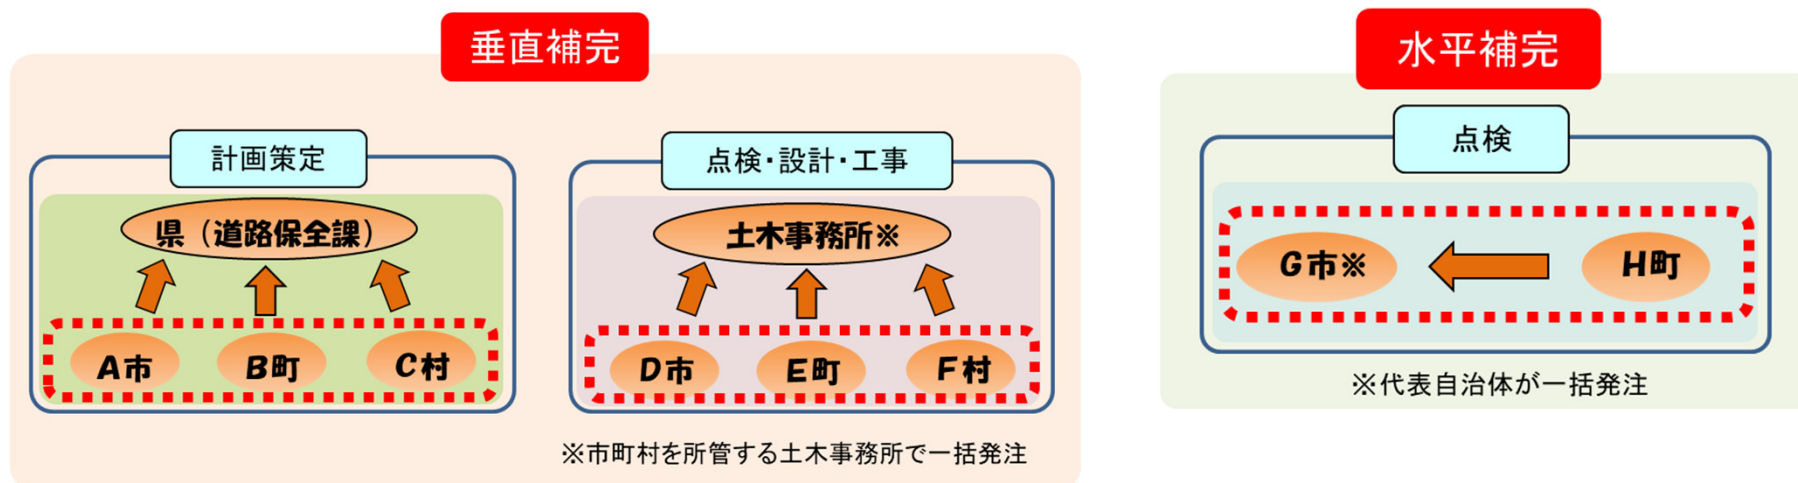 垂直補完
計画策定
県（道路保全課）
A市
B町
C村
点検・設計・工事
土木事務所※
D市
E町
F村
※市町村を所管する土木事務所で一括発注
水平補完
点検
G市※
H町
※代表自治体が一括発注